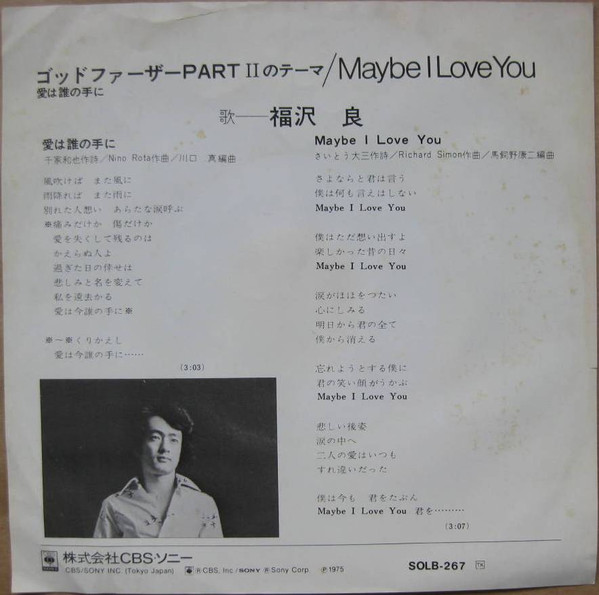 ゴッドファーザーPART IIのテーマ/Maybe I Love You
愛は誰の手に
歌──福沢 良
愛は誰の手に
千家和也作詩/Nino Rota作曲/川口 真編曲
風吹けば また風に
雨降れば また雨に
別れた人想い あらたな涙呼ぶ
※痛みだけか 傷だけか
愛を失くして残るのは
かえらぬ人よ
過ぎた日の倖せは
悲しみと名を変えて
私を遠去かる
愛は今誰の手に※
※〜※くりかえし
愛は今誰の手に……
(3:03)
Maybe I Love You
さいとう大三作詩/Richard Simon作曲/馬飼野康二編曲
さよならと君は言う
僕は何も言えはしない
Maybe I Love You
僕はただ想い出すよ
楽しかった昔の日々
Maybe I Love You
涙がほほをつたい
心にしみる
明日から君の全て
僕から消える
忘れようとする僕に
君の笑い顔がうかぶ
Maybe I Love You
悲しい後姿
涙の中へ
二人の愛はいつも
すれ違いだった
僕は今も 君をたぶん
Maybe I Love You 君を………
(3:07)
株式会社CBS・ソニー
CBS/SONY INC. (Tokyo Japan)
® CBS, Inc./SONY ® Sony Corp. ℗1975
SOLB-267